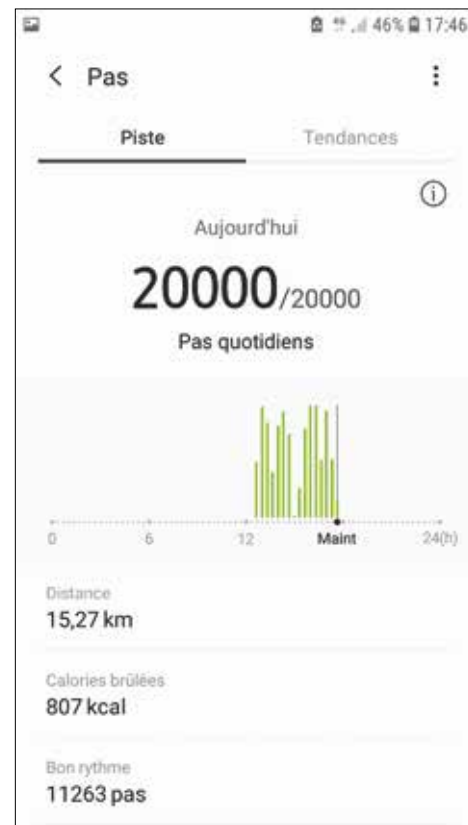 46% 17:46
Pas
Piste Tendances
Aujourd'hui
20000/20000
Pas quotidiens
0 6 12 Maint 24(h)
Distance
15,27 km
Calories brûlées
807 kcal
Bon rythme
11263 pas